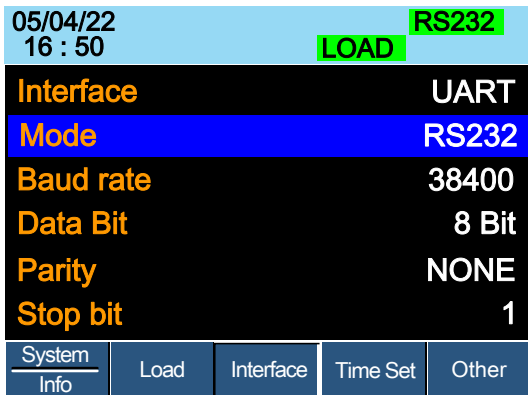 05/04/22 RS232
16 : 50 LOAD
Interface UART
Mode RS232
Baud rate 38400
Data Bit 8 Bit
Parity NONE
Stop bit 1
System Info Load Interface Time Set Other